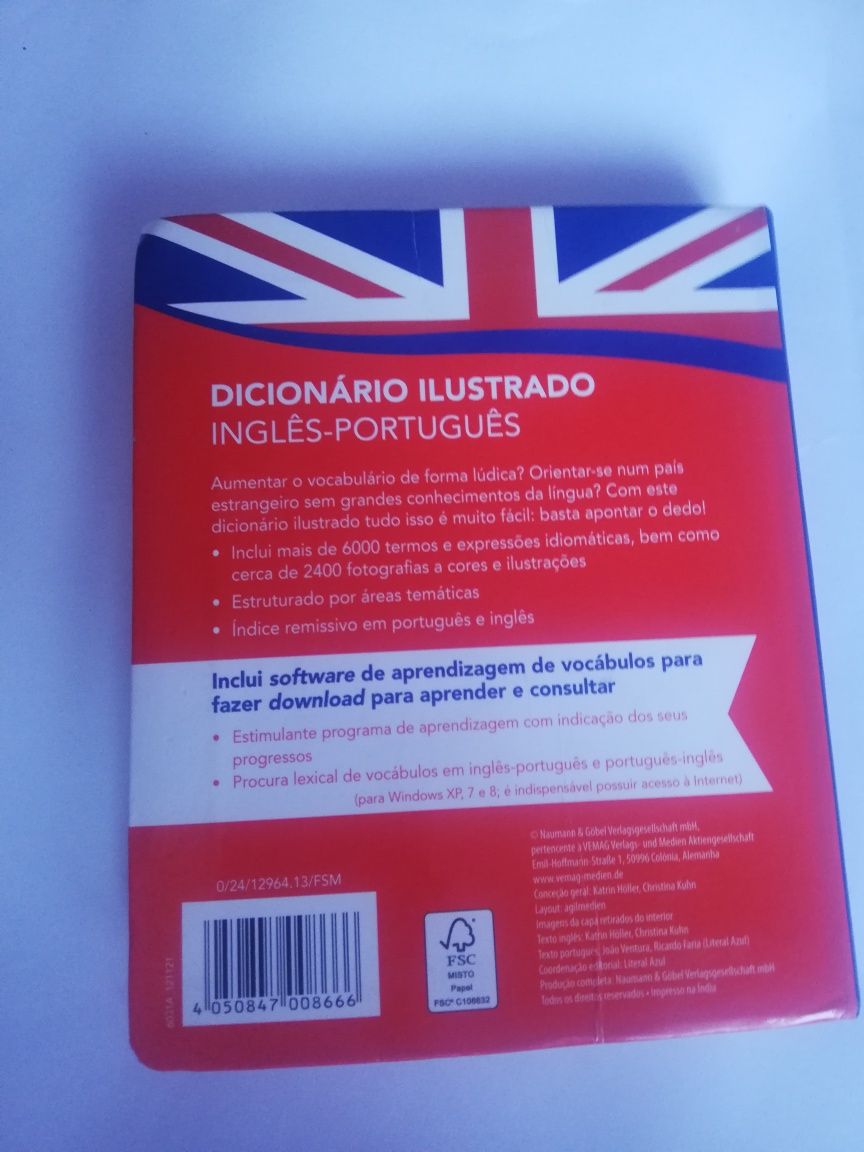 DICIONÁRIO ILUSTRADO
INGLÊS-PORTUGUÊS
Aumentar o vocabulário de forma lúdica? Orientar-se num país
estrangeiro sem grandes conhecimentos da língua? Com este
dicionário ilustrado tudo isso é muito fácil: basta apontar o dedo!
• Inclui mais de 6000 termos e expressões idiomáticas, bem como
cerca de 2400 fotografias a cores e ilustrações
• Estruturado por áreas temáticas
• Índice remissivo em português e inglês
Inclui software de aprendizagem de vocábulos para
fazer download para aprender e consultar
• Estimulante programa de aprendizagem com indicação dos seus
progressos
• Procura lexical de vocábulos em inglês-português e português-inglês
(para Windows XP, 7 e 8; é indispensável possuir acesso à Internet)
© Naumann & Göbel Verlagsgesellschaft mbH,
pertencente à VEMAG Verlags- und Medien Aktiengesellschaft
Emil-Hoffmann-Straße 1, 50996 Colónia, Alemanha
www.vemag-medien.de
Conceção geral: Katrin Höller, Christina Kuhn
Layout: agilmedien
Imagens da capa retirados do interior
Texto inglês: Katrin Höller, Christina Kuhn
Texto português: João Ventura, Ricardo Faria (Literal Azul)
Coordenação editorial: Literal Azul
Produção completa: Naumann & Göbel Verlagsgesellschaft mbH
Todos os direitos reservados • Impresso na Índia
0/24/12964.13/FSM
4 050847 008666
FSC
MISTO
Papel
FSC® C106632